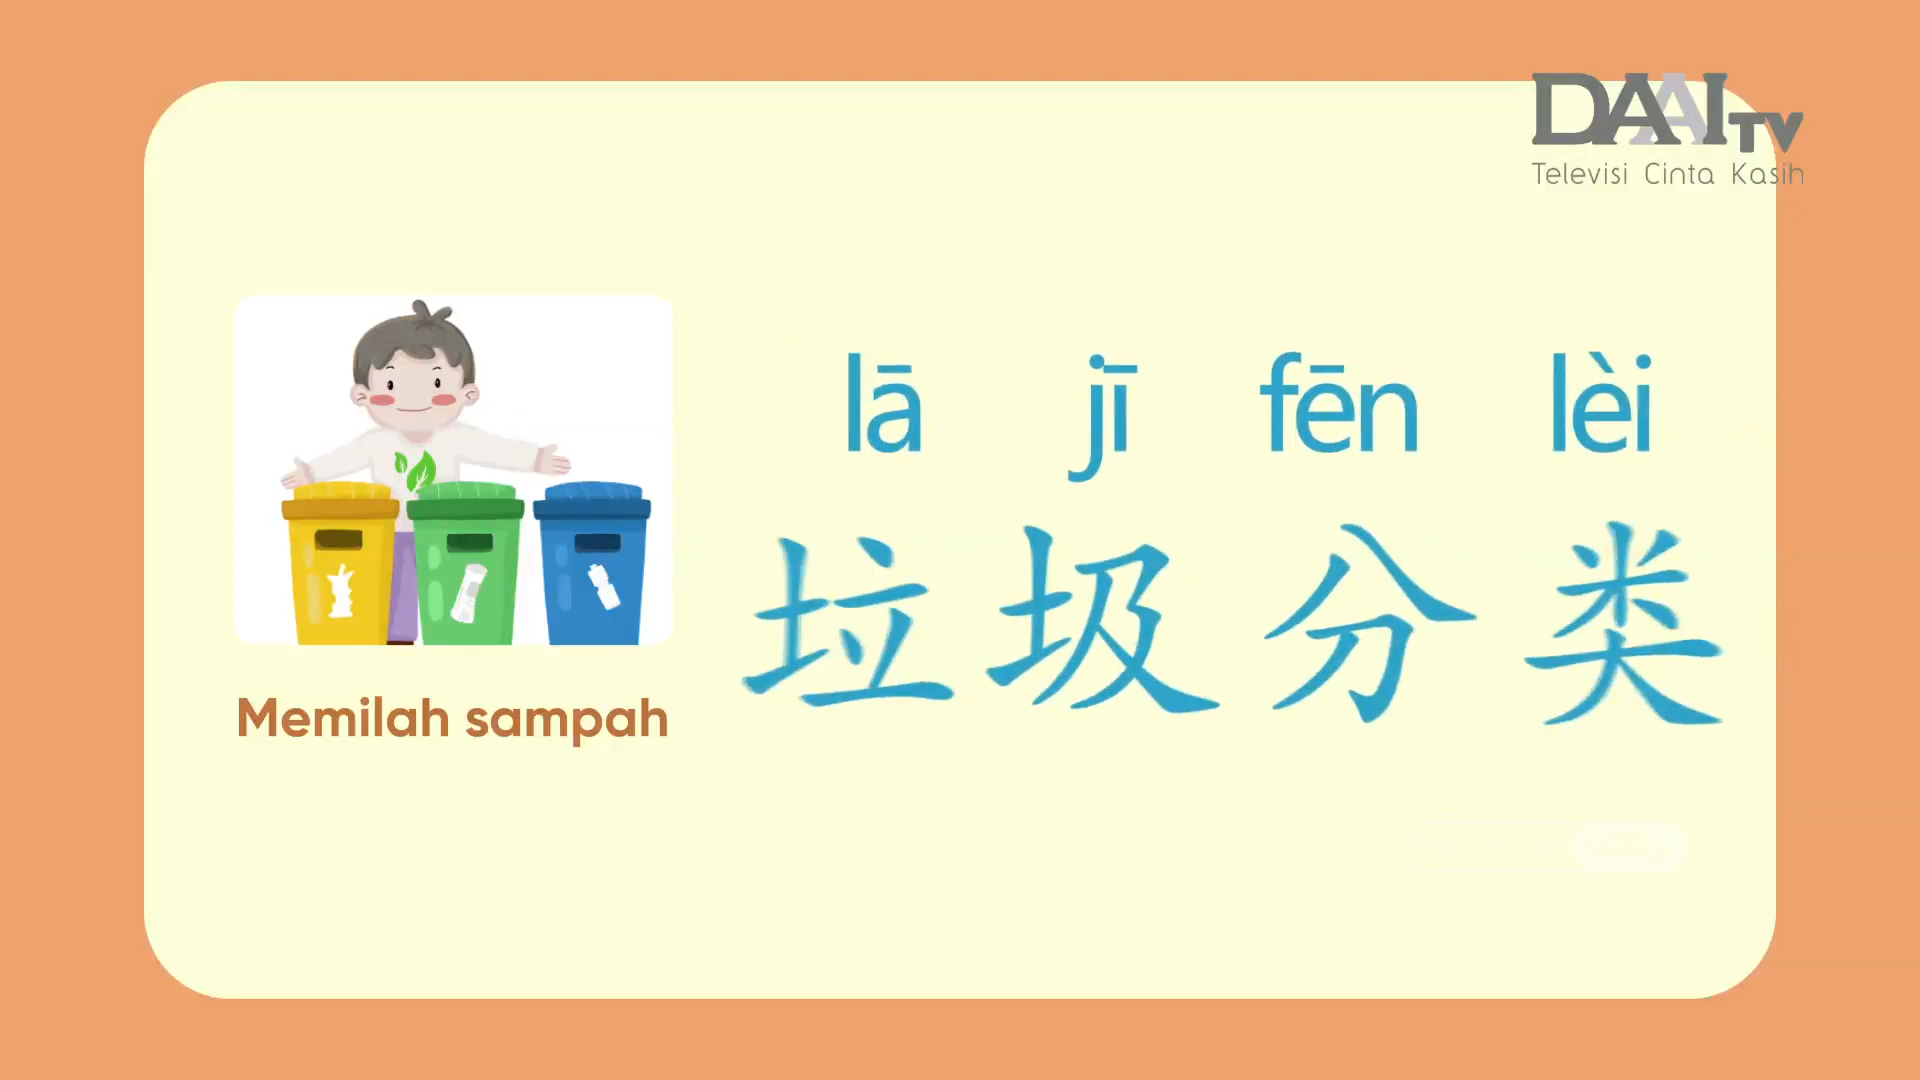 DAAI TV
Televisi Cinta Kasih
lā jī fēn lèi
垃圾分类
Memilah sampah